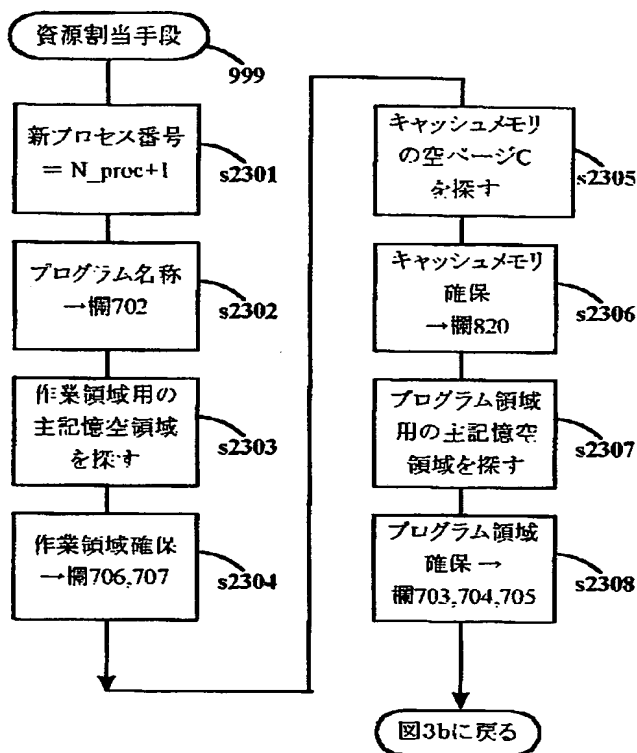 資源割当手段
999
新プロセス番号
= N_proc+1
s2301
プログラム名称
→欄702
s2302
作業領域用の
主記憶空領域
を探す
s2303
作業領域確保
→欄706,707
s2304
キャッシュメモリ
の空ページC
を探す
s2305
キャッシュメモリ
確保
→欄820
s2306
プログラム領域
用の主記憶空
領域を探す
s2307
プログラム領域
確保 →
欄703,704,705
s2308
図3bに戻る